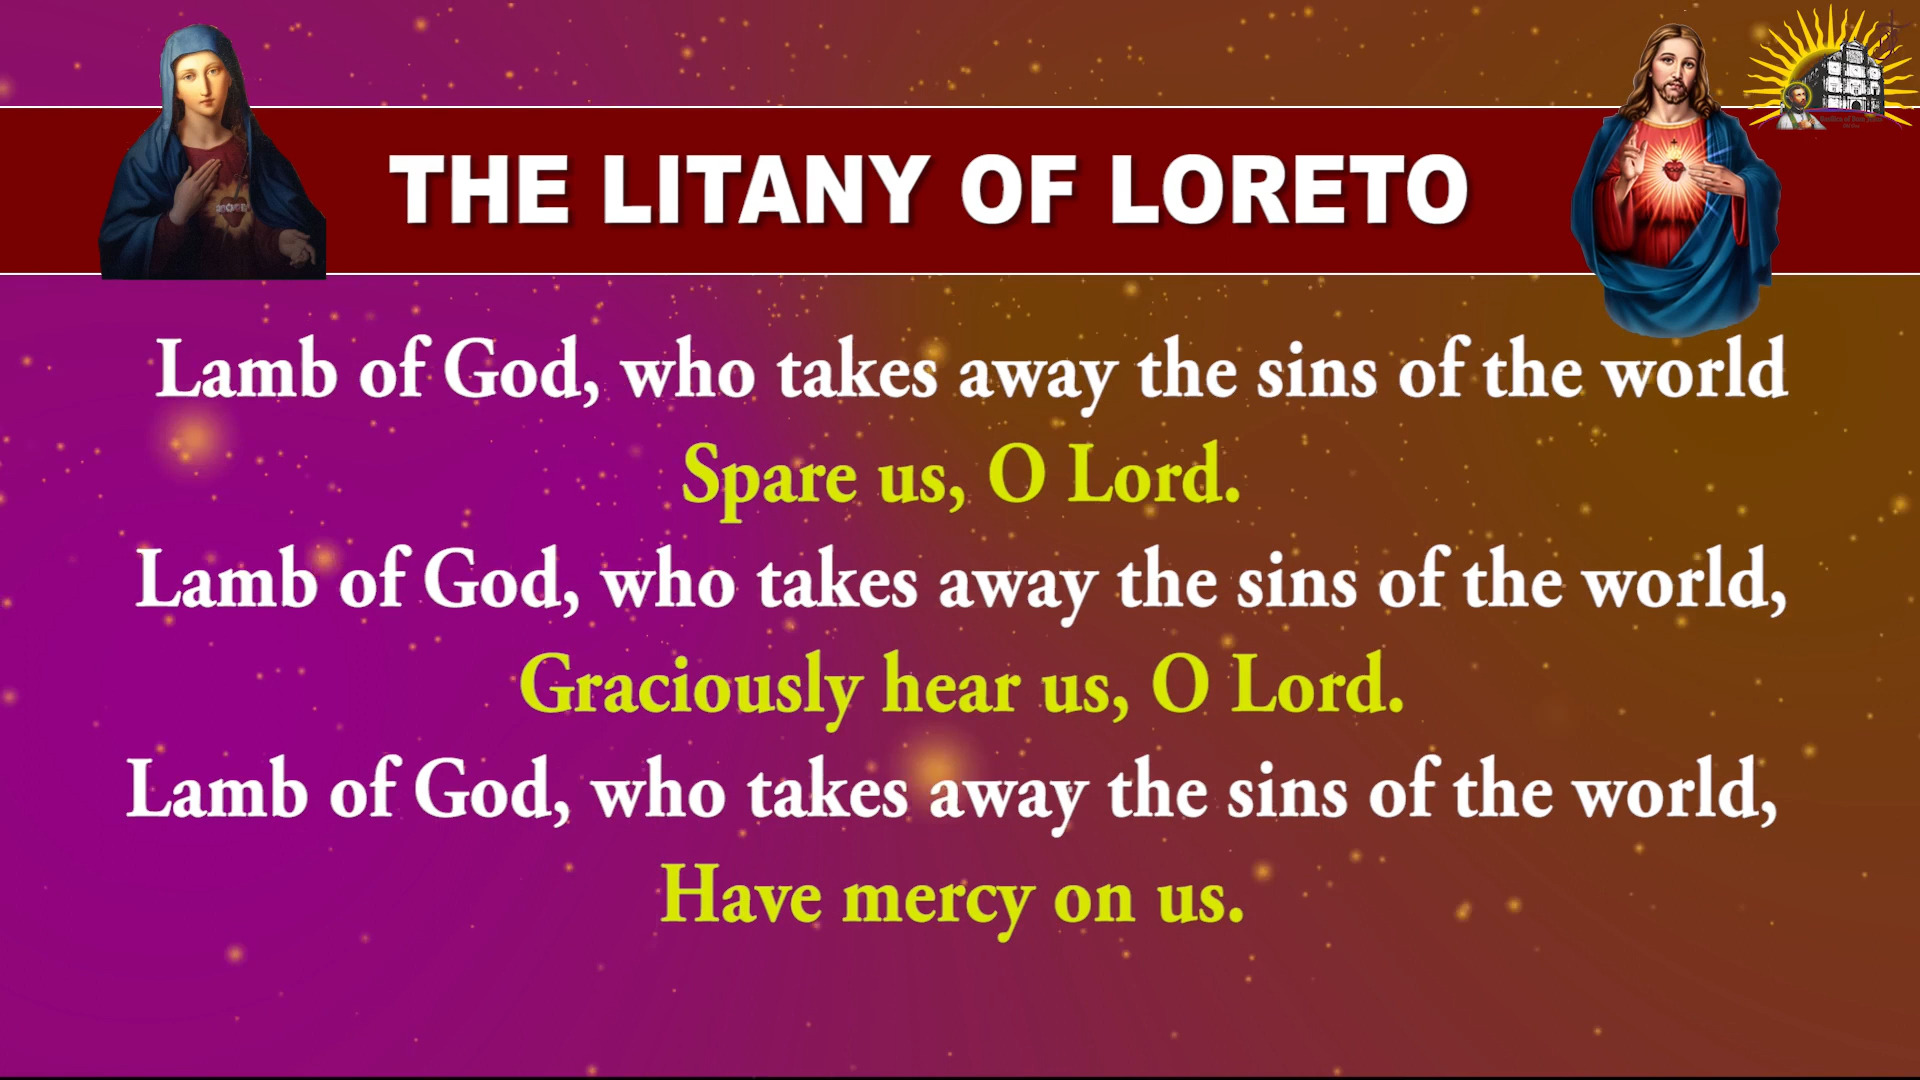 THE LITANY OF LORETO
Lamb of God, who takes away the sins of the world
Spare us, O Lord.
Lamb of God, who takes away the sins of the world,
Graciously hear us, O Lord.
Lamb of God, who takes away the sins of the world,
Have mercy on us.